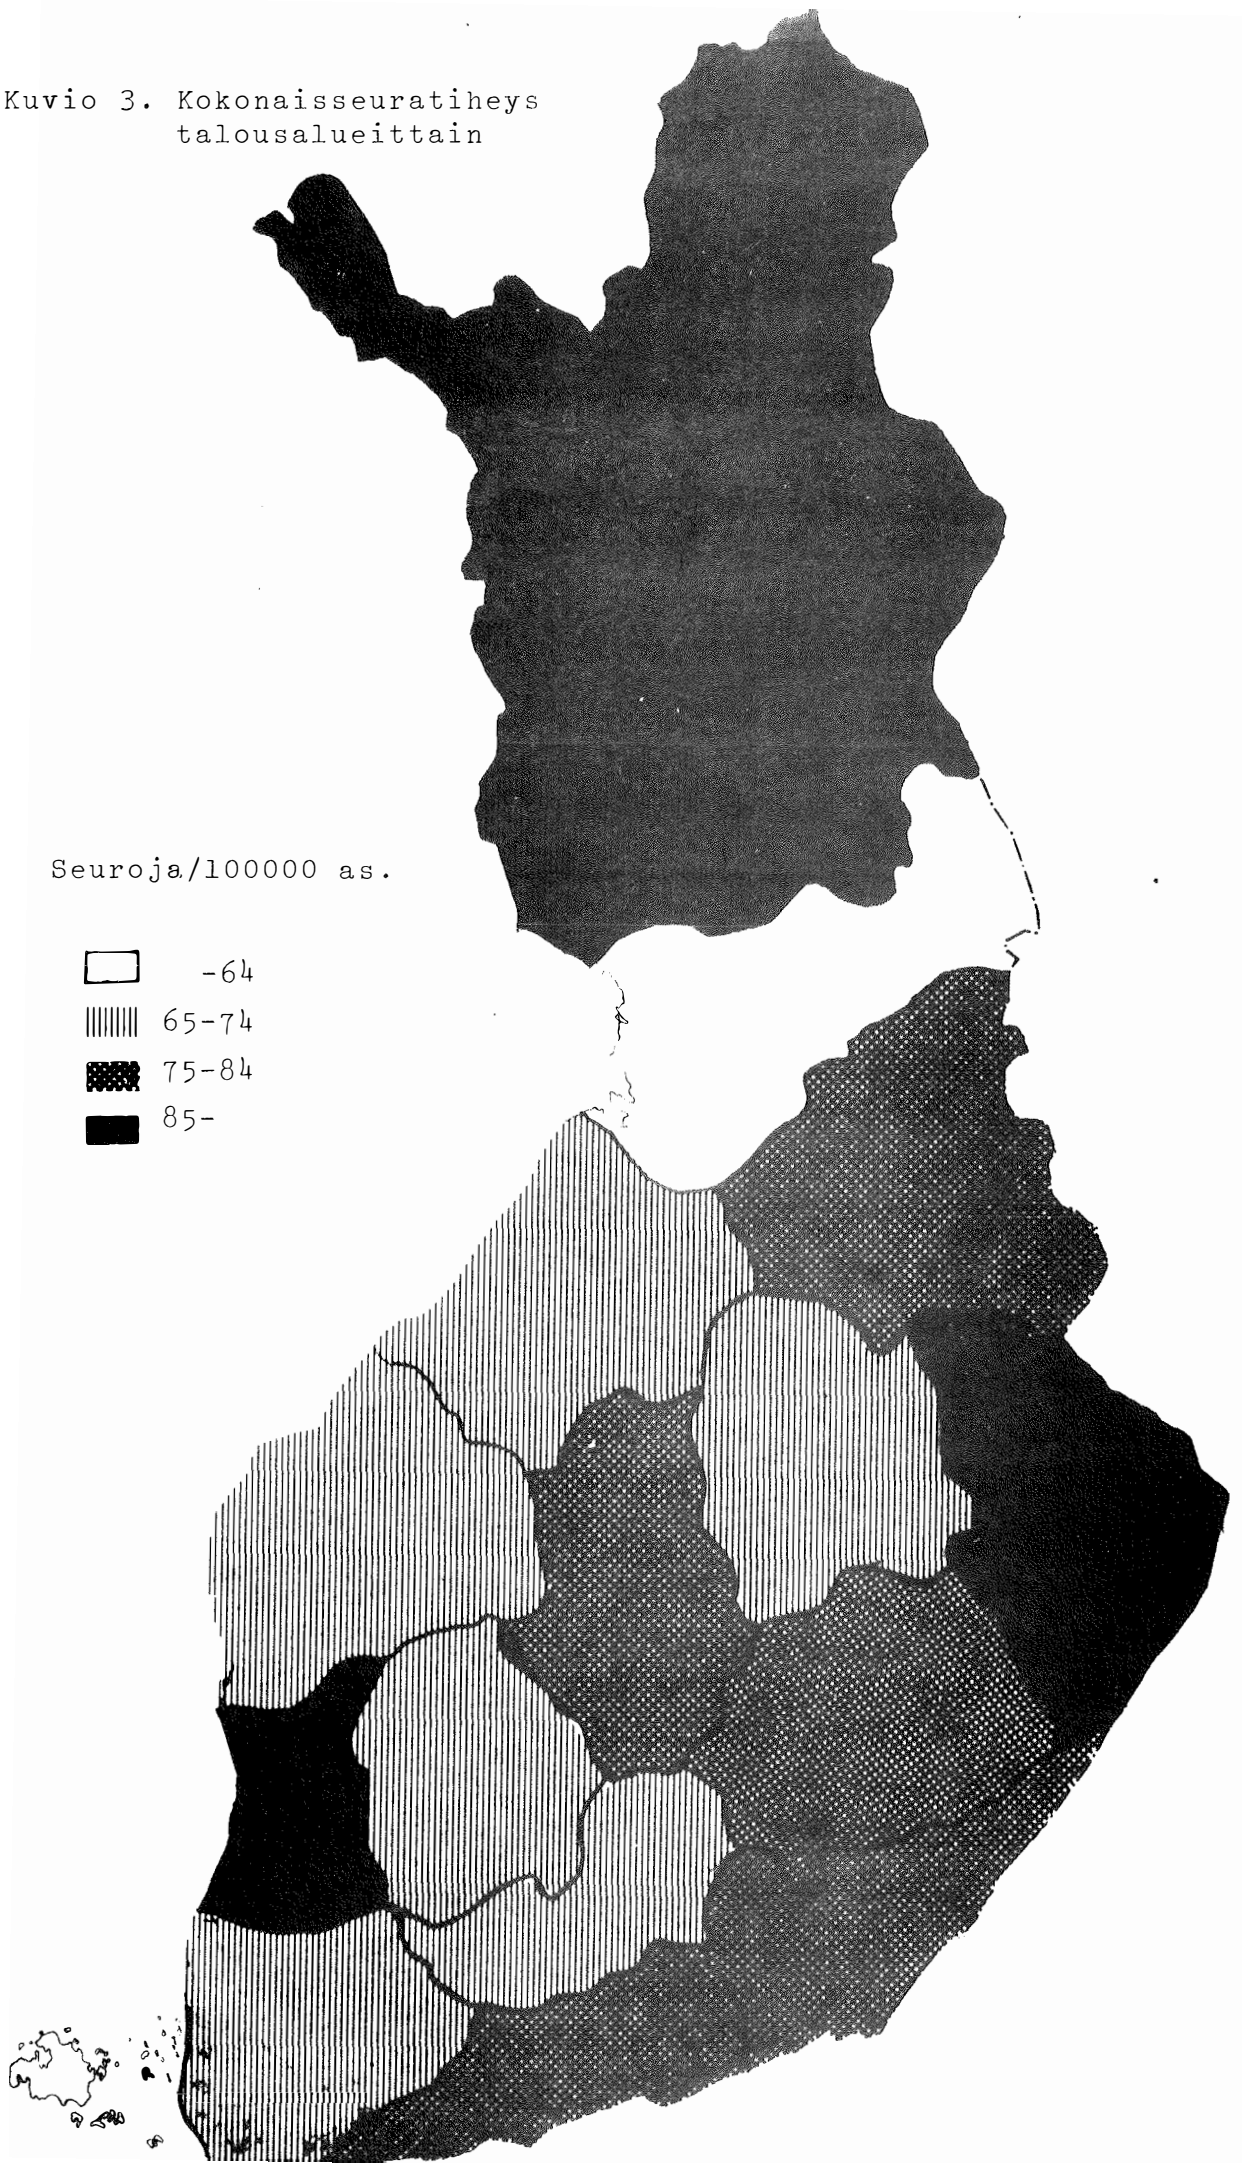 Kuvio 3. Kokonaisseuratiheys
talousalueittain
Seuroja/100000 as.
-64
65-74
75-84
85-